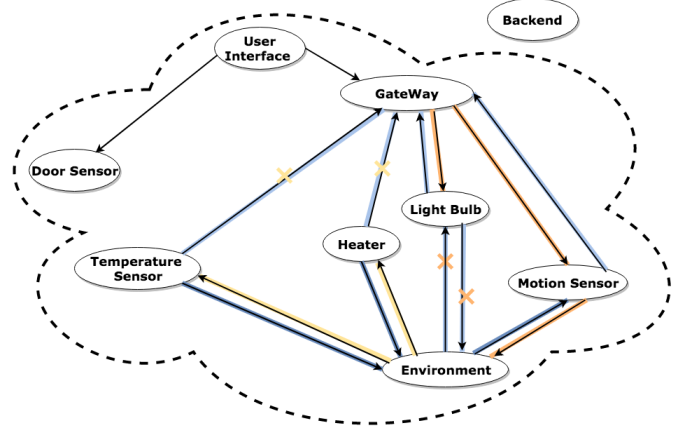 Backend
User
Interface
GateWay
Door Sensor
Light Bulb
Heater
Temperature
Sensor
Motion Sensor
Environment